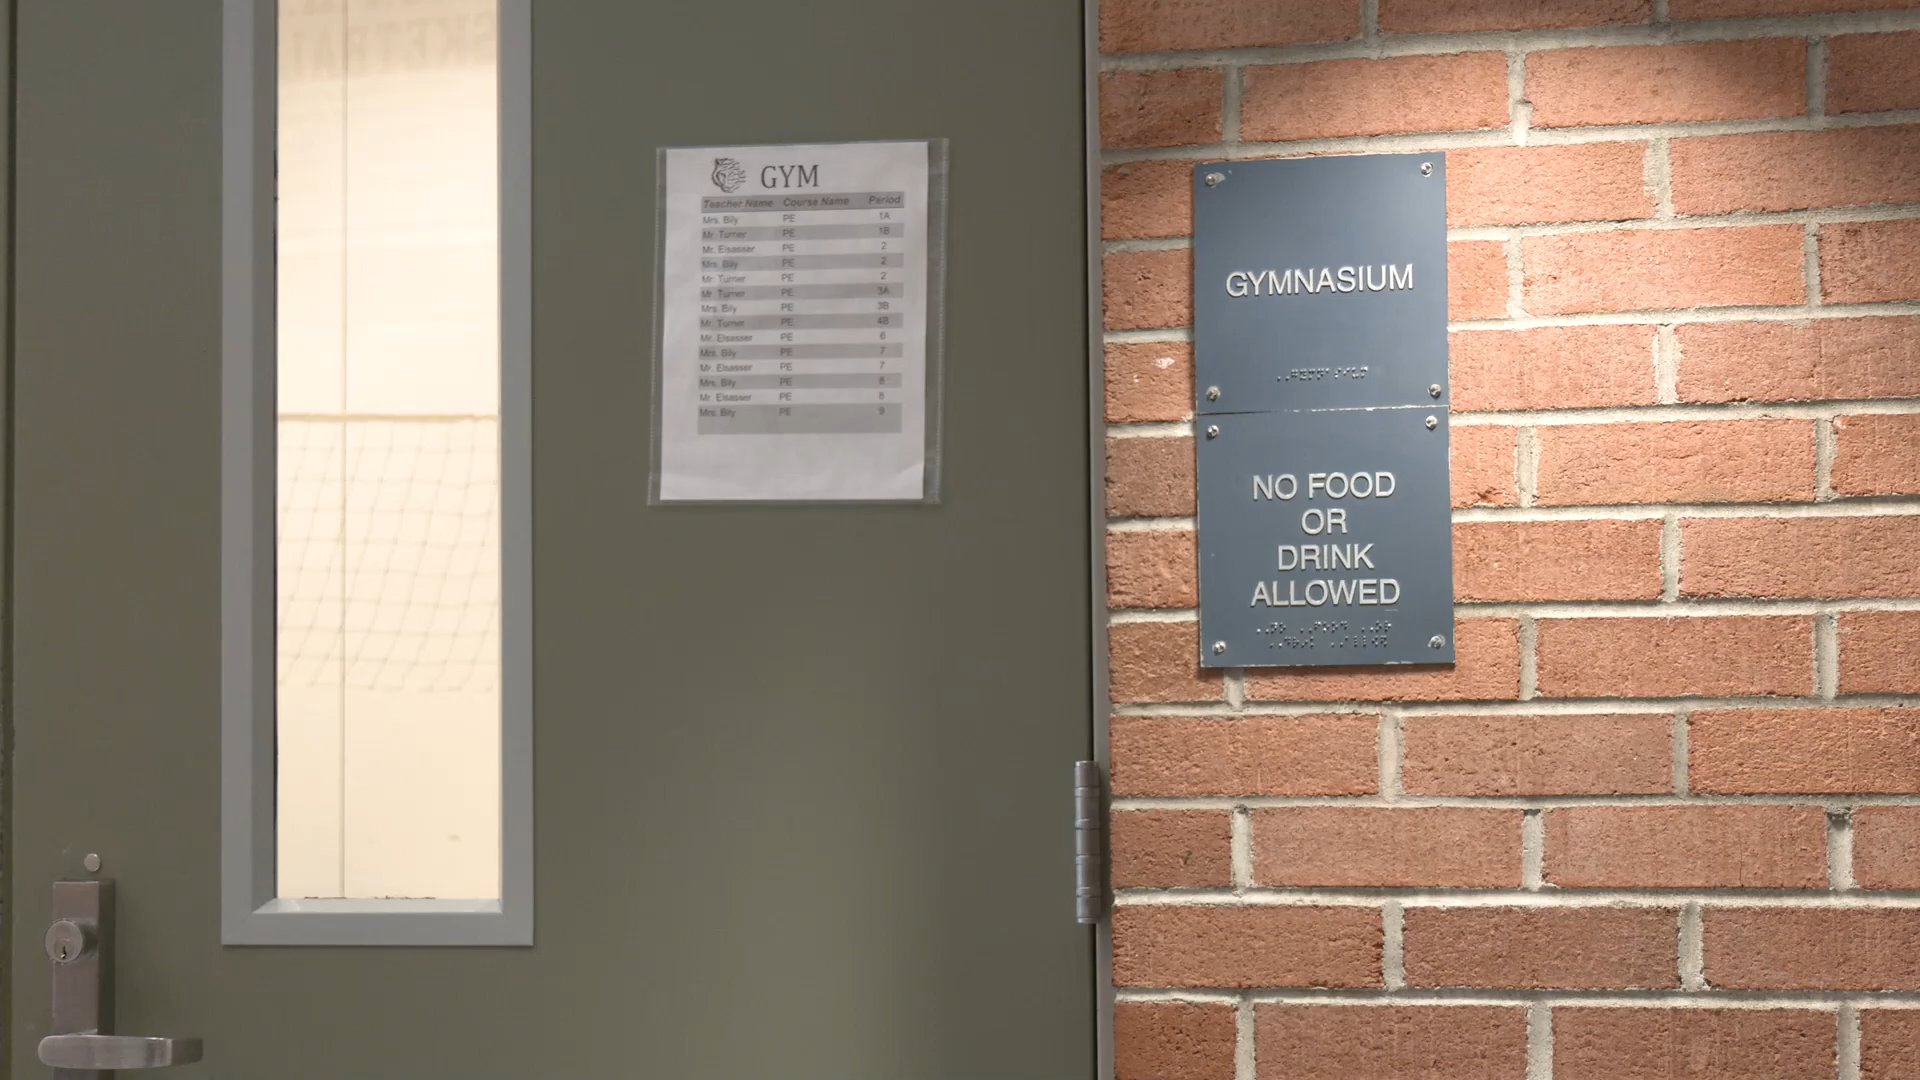 GYM
Teacher Name Course Name Period
Mrs. Bily PE 1A
Mr. Turner PE 1B
Mr. Elsasser PE 2
Mrs. Bily PE 2
Mr. Turner PE 2
Mr. Turner PE 3A
Mrs. Bily PE 3B
Mr. Turner PE 4B
Mr. Elsasser PE 6
Mrs. Bily PE 7
Mr. Elsasser PE 7
Mrs. Bily PE 8
Mr. Elsasser PE 8
Mrs. Bily PE 9
GYMNASIUM
NO FOOD
OR
DRINK
ALLOWED